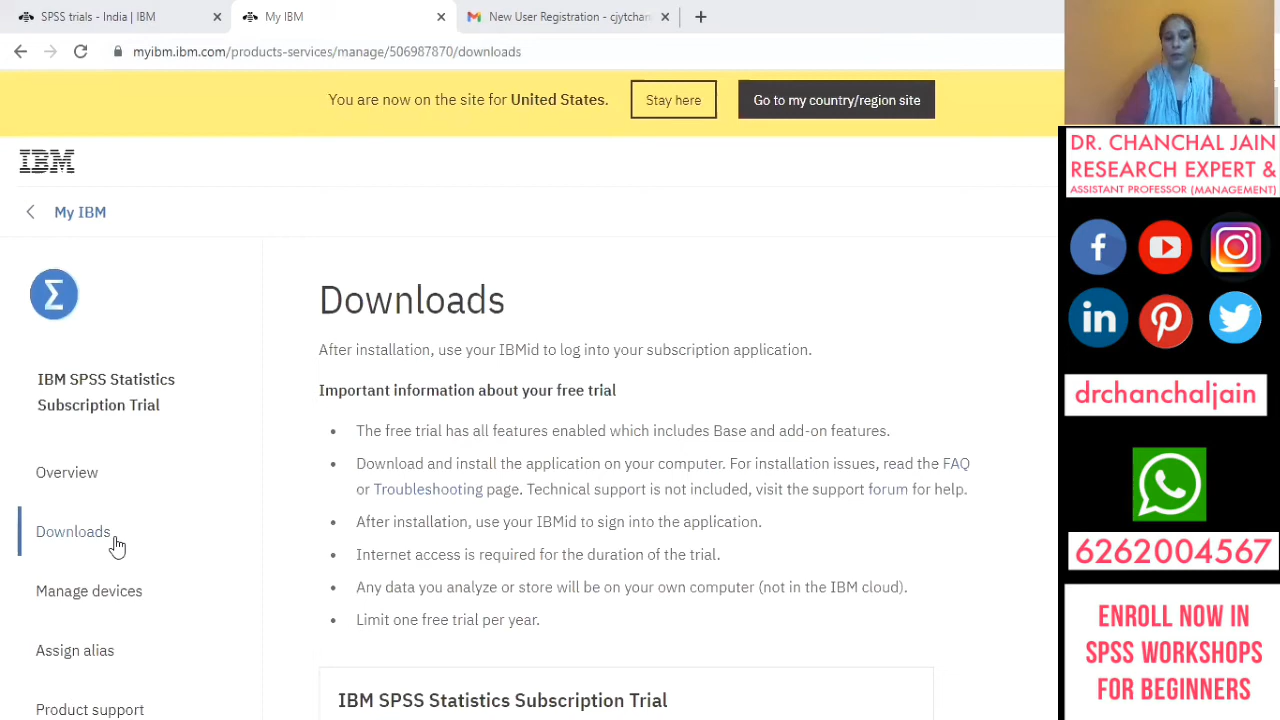 SPSS trials - India | IBM
My IBM
New User Registration - cjytchan
myibm.ibm.com/products-services/manage/506987870/downloads
You are now on the site for United States.
Stay here
Go to my country/region site
IBM
My IBM
IBM SPSS Statistics
Subscription Trial
Overview
Downloads
Manage devices
Assign alias
Product support
Downloads
After installation, use your IBMid to log into your subscription application.
Important information about your free trial
• The free trial has all features enabled which includes Base and add-on features.
• Download and install the application on your computer. For installation issues, read the FAQ
or Troubleshooting page. Technical support is not included, visit the support forum for help.
• After installation, use your IBMid to sign into the application.
• Internet access is required for the duration of the trial.
• Any data you analyze or store will be on your own computer (not in the IBM cloud).
• Limit one free trial per year.
IBM SPSS Statistics Subscription Trial
DR. CHANCHAL JAIN
RESEARCH EXPERT &
ASSISTANT PROFESSOR (MANAGEMENT)
drchanchaljain
6262004567
ENROLL NOW IN
SPSS WORKSHOPS
FOR BEGINNERS